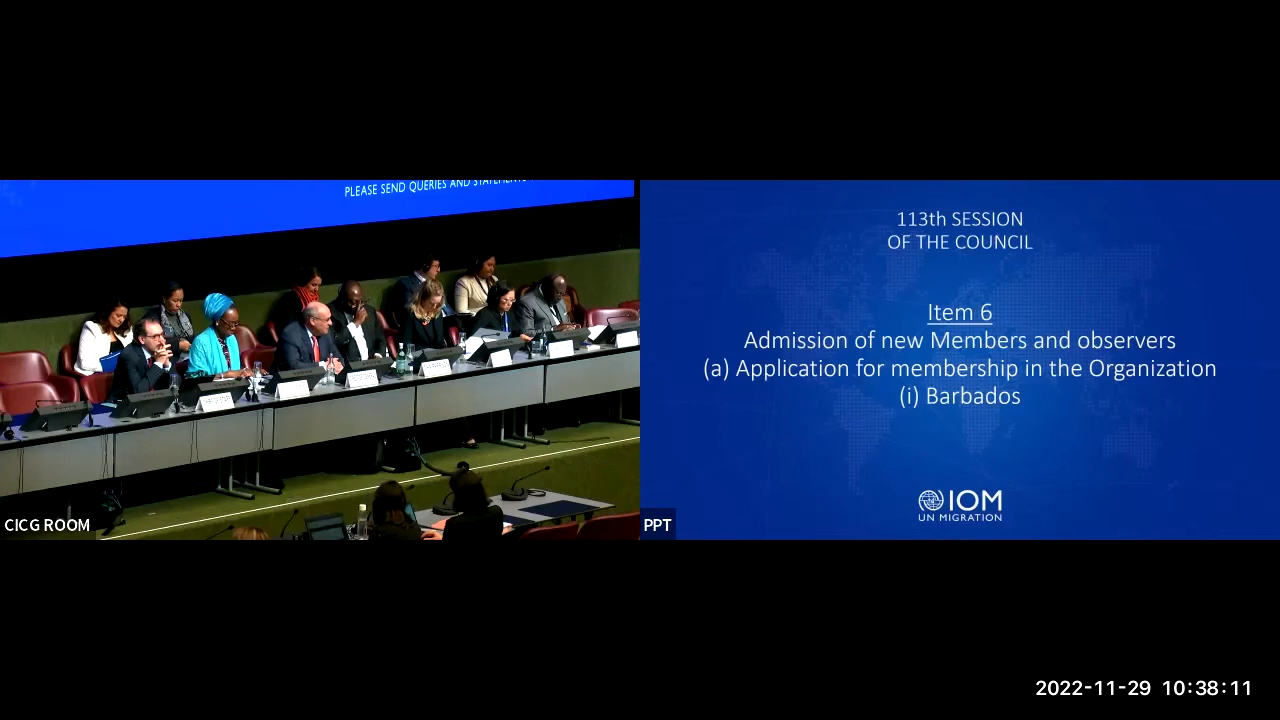 PLEASE SEND QUERIES AND STATEMENTS
CICG ROOM
113th SESSION
OF THE COUNCIL
Item 6
Admission of new Members and observers
(a) Application for membership in the Organization
(i) Barbados
IOM
UN MIGRATION
PPT
2022-11-29 10:38:11